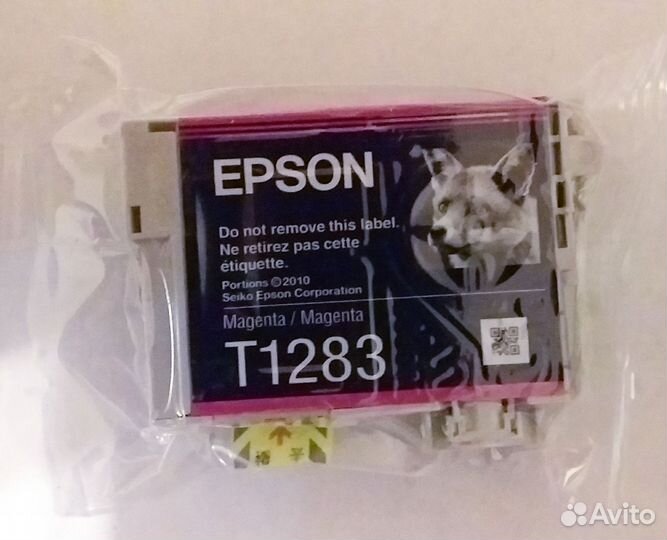 EPSON
Do not remove this label.
Ne retirez pas cette
étiquette.
Portions ©2010
Seiko Epson Corporation
Magenta / Magenta
T1283
Avito